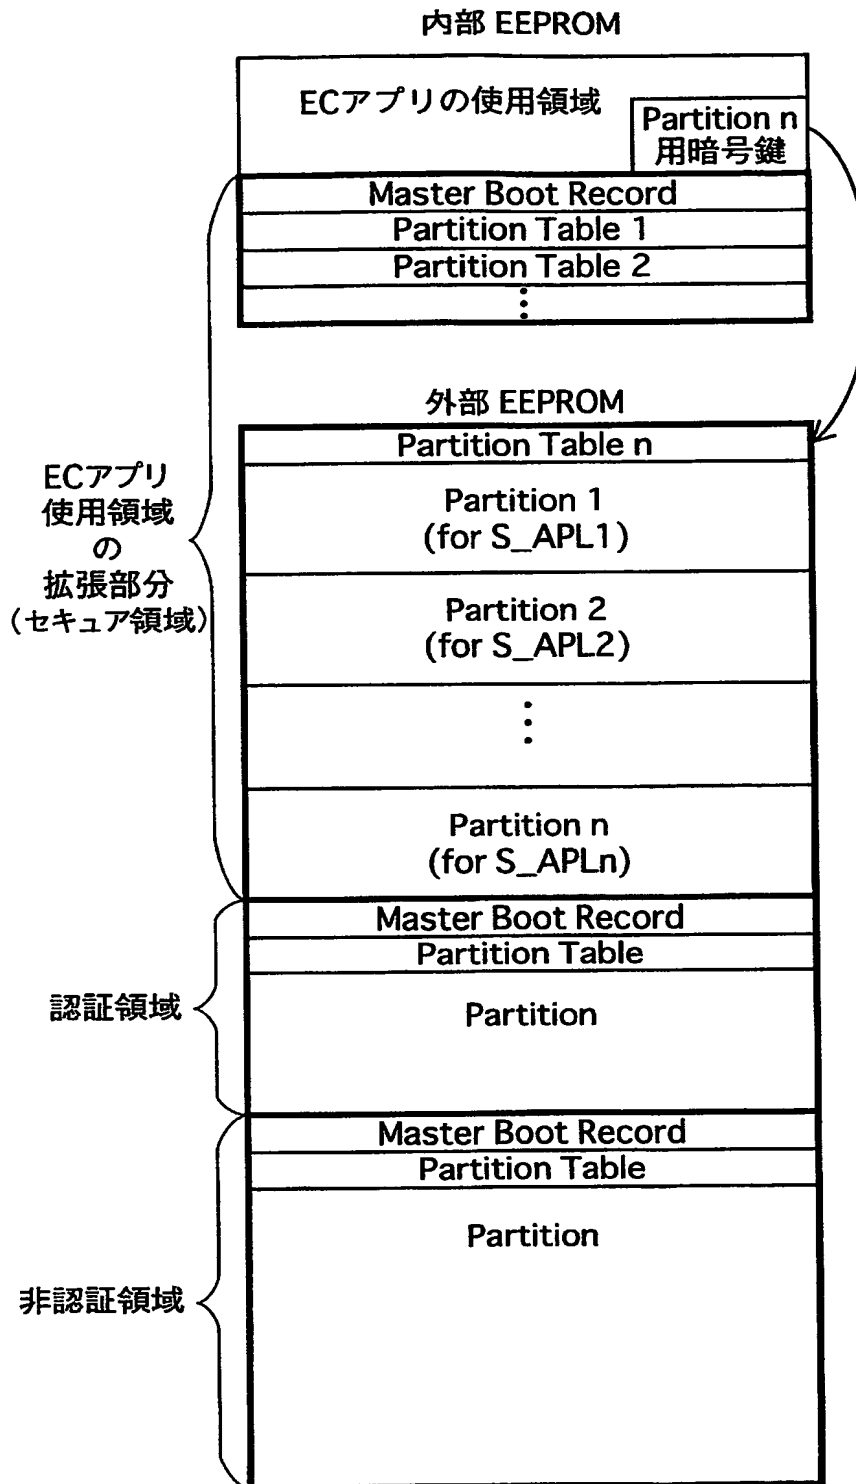 内部 EEPROM
ECアプリの使用領域
Partition n
用暗号鍵
Master Boot Record
Partition Table 1
Partition Table 2
⋮
外部 EEPROM
Partition Table n
Partition 1
(for S_APL1)
Partition 2
(for S_APL2)
⋮
Partition n
(for S_APLn)
ECアプリ
使用領域
の
拡張部分
(セキュア領域)
Master Boot Record
Partition Table
Partition
認証領域
Master Boot Record
Partition Table
Partition
非認証領域